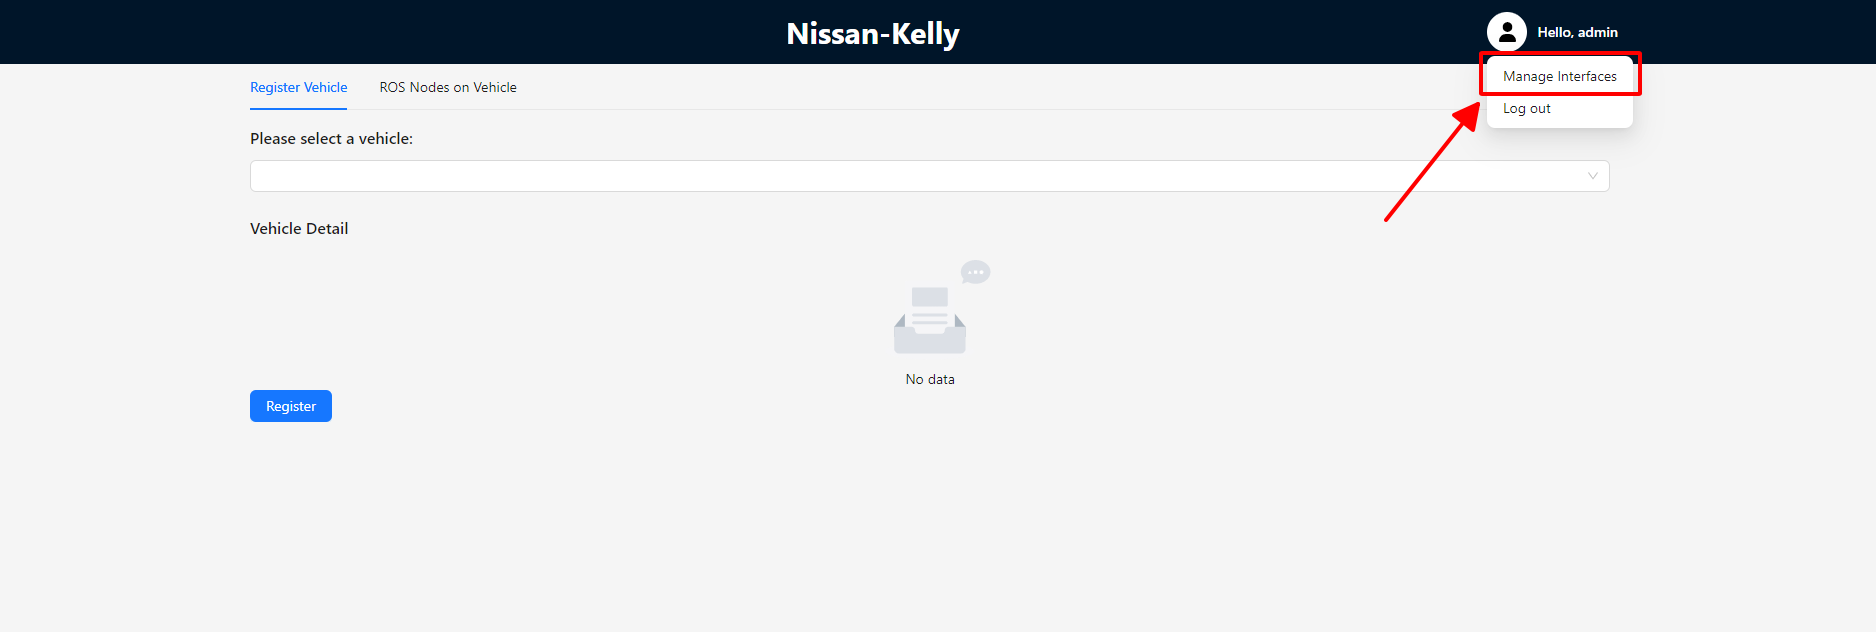 Nissan-Kelly
Hello, admin
Manage Interfaces
Log out
Register Vehicle
ROS Nodes on Vehicle
Please select a vehicle:
Vehicle Detail
No data
Register